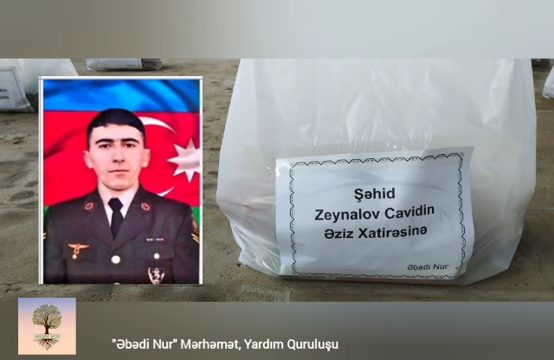 Şəhid
Zeynalov Cavidin
Əziz Xatirəsinə
Əbədi Nur
"Əbədi Nur" Mərhəmət, Yardım Quruluşu